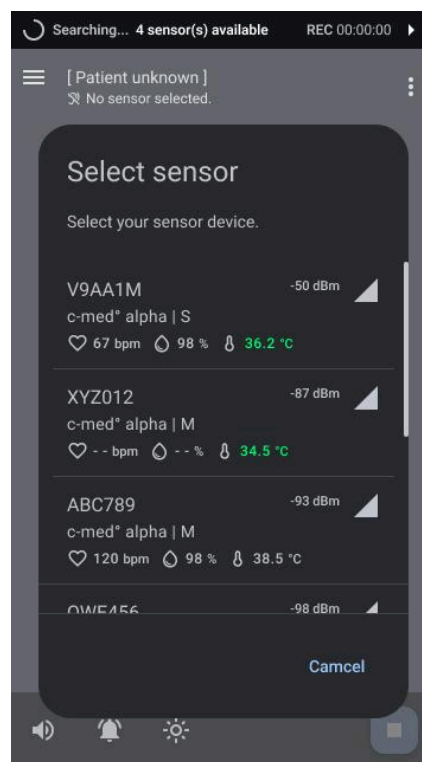 Searching... 4 sensor(s) available REC 00:00:00
[ Patient unknown ]
No sensor selected.
Select sensor
Select your sensor device.
V9AA1M -50 dBm
c-med° alpha | S
67 bpm 98 % 36.2 °C
XYZ012 -87 dBm
c-med° alpha | M
- - bpm - - % 34.5 °C
ABC789 -93 dBm
c-med° alpha | M
120 bpm 98 % 38.5 °C
QWE456 -98 dBm
Camcel